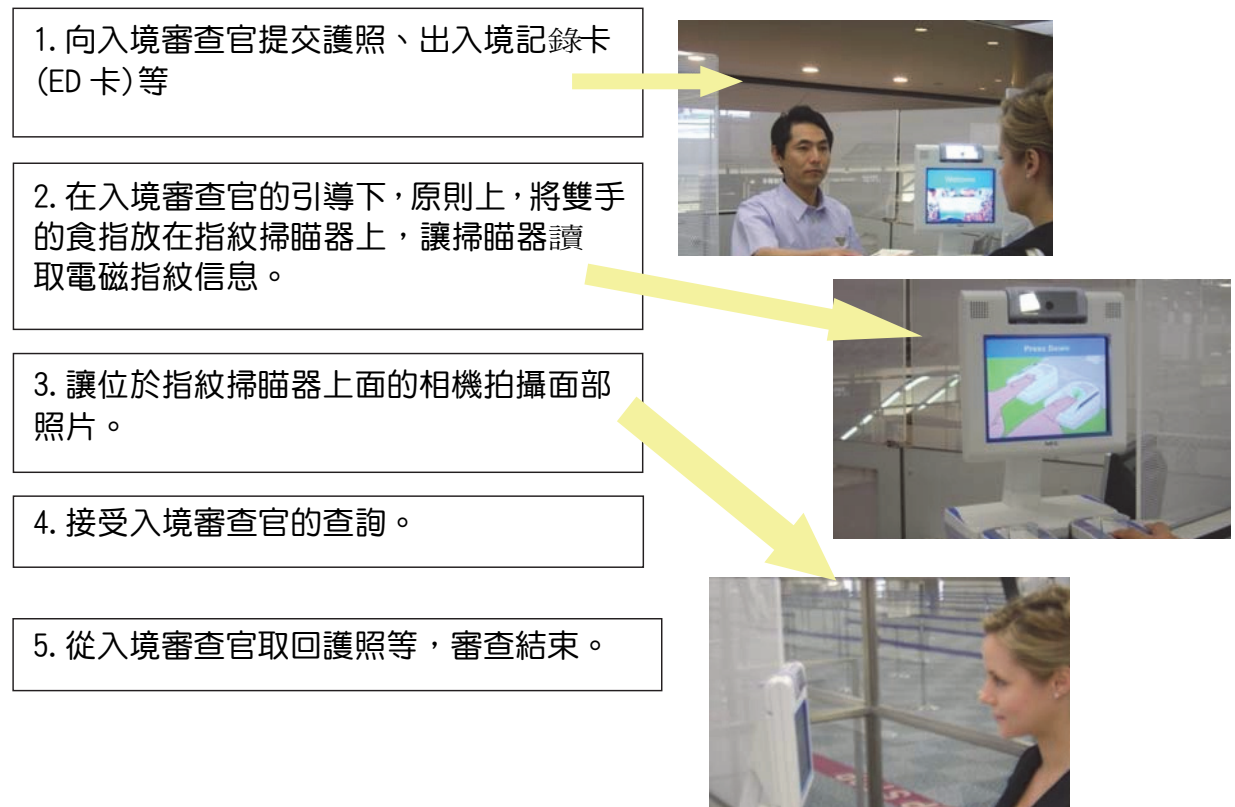 1.向入境審查官提交護照、出入境記錄卡
(ED 卡)等
2.在入境審查官的引導下，原則上，將雙手
的食指放在指紋掃瞄器上，讓掃瞄器讀
取電磁指紋信息。
Press Down
NEC
3.讓位於指紋掃瞄器上面的相機拍攝面部
照片。
4.接受入境審查官的查詢。
5.從入境審查官取回護照等，審查結束。